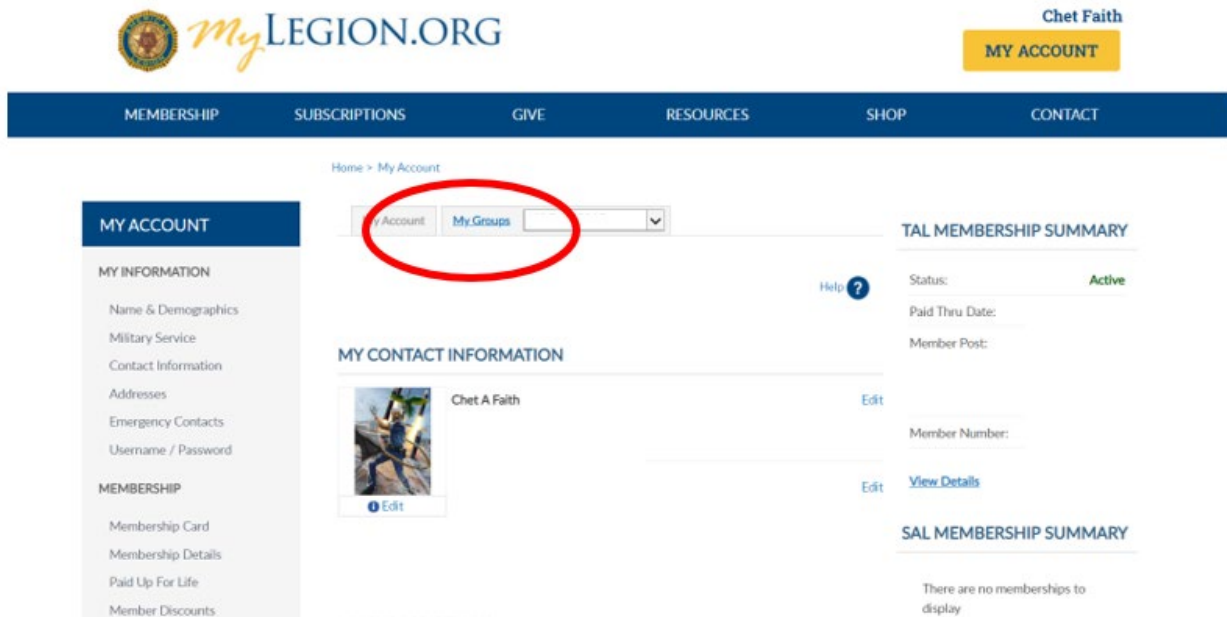 MyLEGION.ORG
Chet Faith
MY ACCOUNT
MEMBERSHIP SUBSCRIPTIONS GIVE RESOURCES SHOP CONTACT
Home > My Account
MY ACCOUNT
MY INFORMATION
Name & Demographics
Military Service
Contact Information
Addresses
Emergency Contacts
Username / Password
MEMBERSHIP
Membership Card
Membership Details
Paid Up For Life
Member Discounts
My Account My Groups
Help ?
MY CONTACT INFORMATION
Chet A Faith Edit
Edit
Edit
TAL MEMBERSHIP SUMMARY
Status: Active
Paid Thru Date:
Member Post:
Member Number:
View Details
SAL MEMBERSHIP SUMMARY
There are no memberships to
display